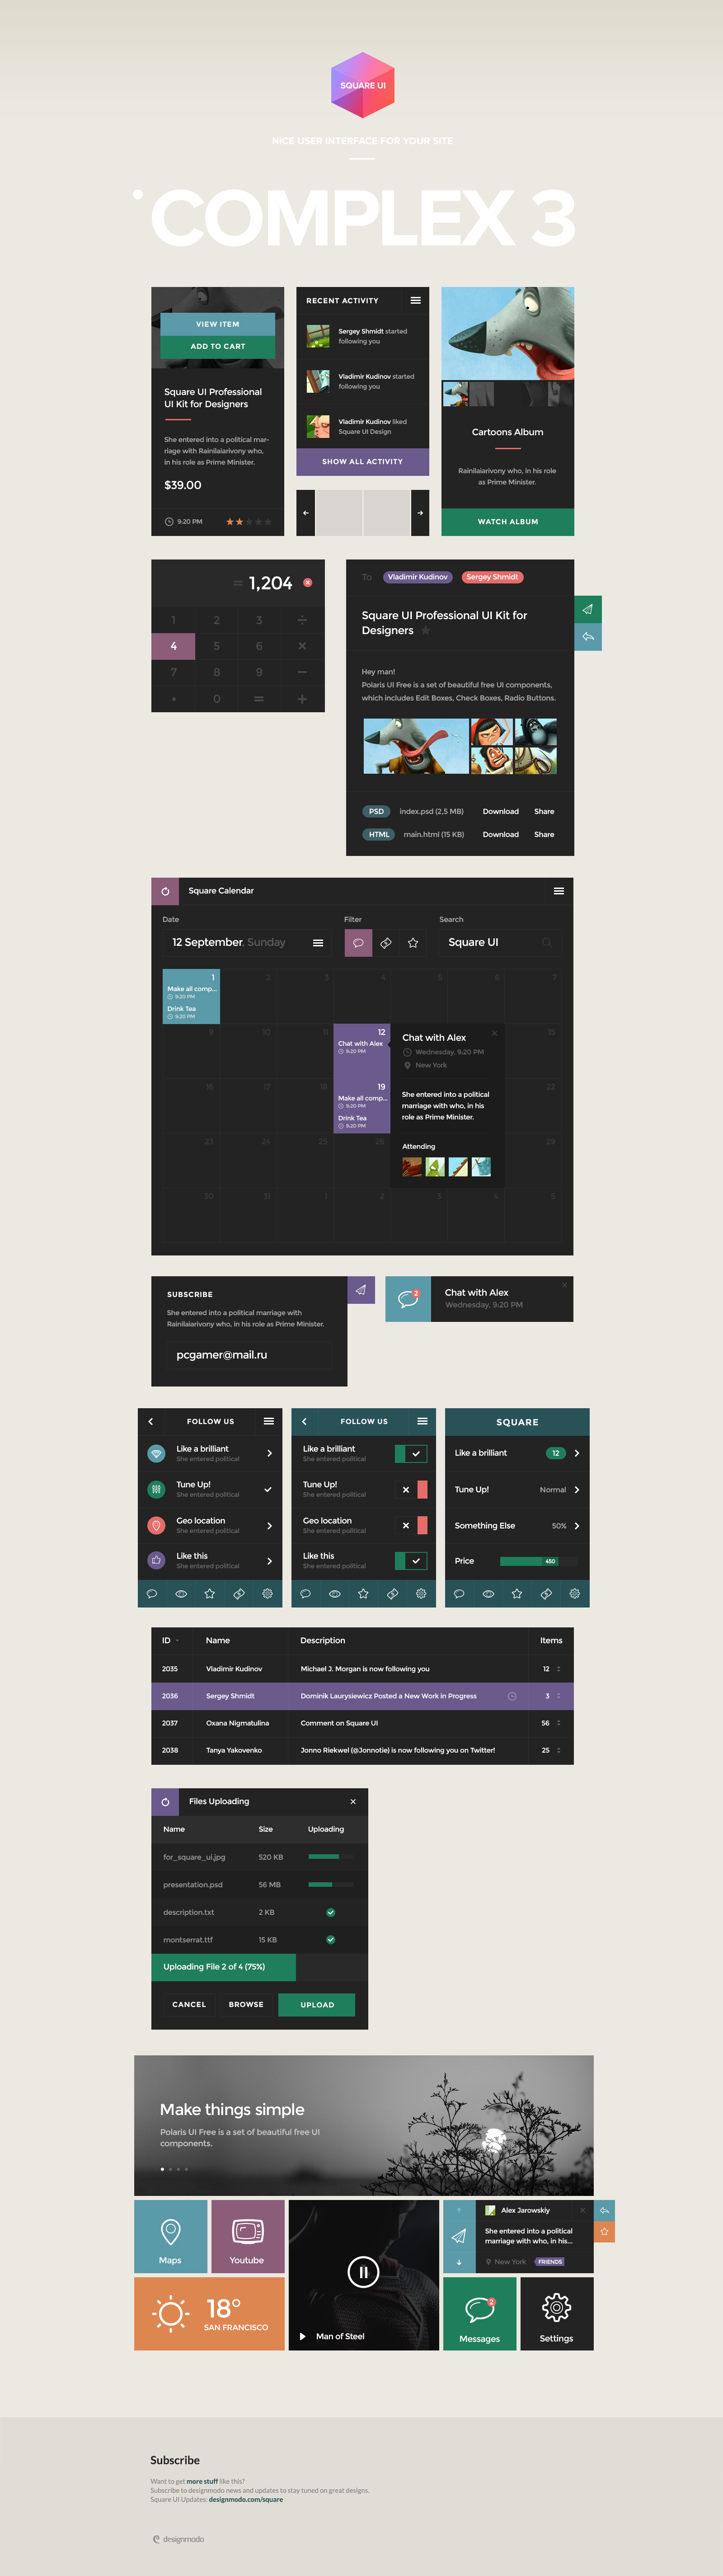 SQUARE UI
NICE USER INTERFACE FOR YOUR SITE
COMPLEX 3
VIEW ITEM
ADD TO CART
Square UI Professional
UI Kit for Designers
She entered into a political mar-
riage with Rainilaiarivony who,
in his role as Prime Minister.
$39.00
9:20 PM
RECENT ACTIVITY
Sergey Shmidt started
following you
Vladimir Kudinov started
following you
Vladimir Kudinov liked
Square UI Design
SHOW ALL ACTIVITY
Cartoons Album
Rainilaiarivony who, in his role
as Prime Minister.
WATCH ALBUM
= 1,204
1 2 3 ÷
4 5 6 ×
7 8 9 −
• 0 = +
To Vladimir Kudinov Sergey Shmidt
Square UI Professional UI Kit for
Designers
Hey man!
Polaris UI Free is a set of beautiful free UI components,
which includes Edit Boxes, Check Boxes, Radio Buttons.
PSD index.psd (2,5 MB) Download Share
HTML main.html (15 KB) Download Share
Square Calendar
Date Filter Search
12 September, Sunday Square UI
1 2 3 4 5 6 7
Make all comp...
9:20 PM
Drink Tea
9:20 PM
9 10 11 12 15
Chat with Alex
9:20 PM
Chat with Alex
Wednesday, 9:20 PM
New York
16 17 18 19 22
Make all comp...
9:20 PM
Drink Tea
9:20 PM
She entered into a political
marriage with who, in his
role as Prime Minister.
Attending
23 24 25 26 29
30 31 1 2 3 4 5
SUBSCRIBE
She entered into a political marriage with
Rainilaiarivony who, in his role as Prime Minister.
pcgamer@mail.ru
2
Chat with Alex
Wednesday, 9:20 PM
FOLLOW US
Like a brilliant
She entered political
Tune Up!
She entered political
Geo location
She entered political
Like this
She entered political
FOLLOW US
Like a brilliant
She entered political
Tune Up!
She entered political
Geo location
She entered political
Like this
She entered political
SQUARE
Like a brilliant 12
Tune Up! Normal
Something Else 50%
Price 450
ID Name Description Items
2035 Vladimir Kudinov Michael J. Morgan is now following you 12
2036 Sergey Shmidt Dominik Laurysiewicz Posted a New Work in Progress 3
2037 Oxana Nigmatulina Comment on Square UI 56
2038 Tanya Yakovenko Jonno Riekwel (@Jonnotie) is now following you on Twitter! 25
Files Uploading
Name Size Uploading
for_square_ui.jpg 520 KB
presentation.psd 56 MB
description.txt 2 KB
montserrat.ttf 15 KB
Uploading File 2 of 4 (75%)
CANCEL BROWSE UPLOAD
Make things simple
Polaris UI Free is a set of beautiful free UI
components.
Maps
Youtube
18°
SAN FRANCISCO
Man of Steel
Alex Jarowskiy
She entered into a political
marriage with who, in his...
New York FRIENDS
2
Messages
Settings
Subscribe
Want to get more stuff like this?
Subscribe to designmodo news and updates to stay tuned on great designs.
Square UI Updates: designmodo.com/square
designmodo